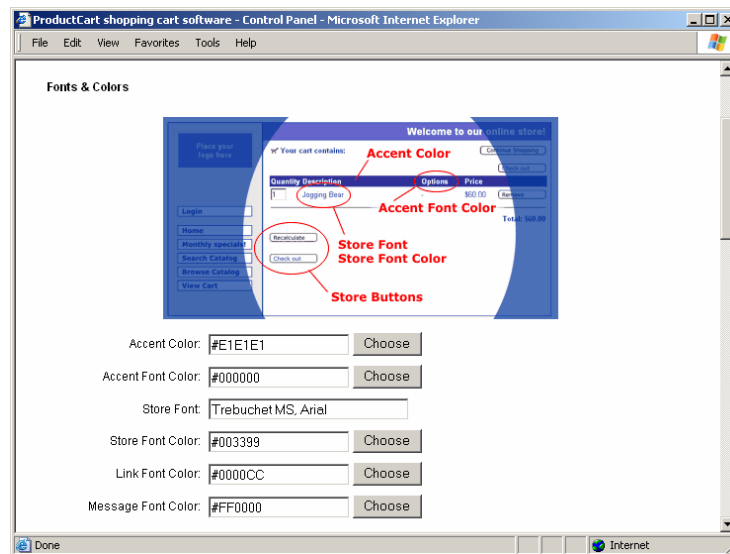 ProductCart shopping cart software - Control Panel - Microsoft Internet Explorer
File Edit View Favorites Tools Help
Fonts & Colors
Welcome to our online store!
Place your
logo here
Your cart contains:
Accent Color
Continue Shopping
Check out
Quantity Description Options Price
1 Jogging Bear $60.00 Remove
Accent Font Color
Login
Total: $60.00
Home
Recalculate
Store Font
Monthly specials!
Search Catalog
Check out
Store Font Color
Browse Catalog
View Cart
Store Buttons
Accent Color: #E1E1E1 Choose
Accent Font Color: #000000 Choose
Store Font: Trebuchet MS, Arial
Store Font Color: #003399 Choose
Link Font Color: #0000CC Choose
Message Font Color: #FF0000 Choose
Done Internet